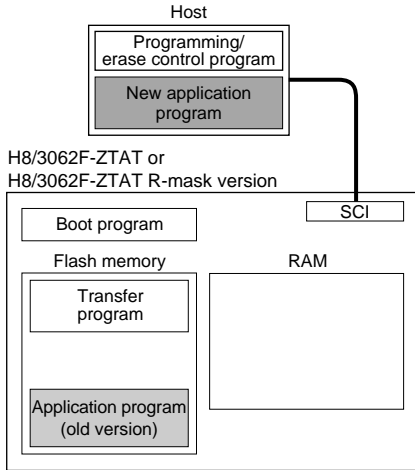 Host
Programming/
erase control program
New application
program
H8/3062F-ZTAT or
H8/3062F-ZTAT R-mask version
SCI
Boot program
Flash memory
RAM
Transfer
program
Application program
(old version)